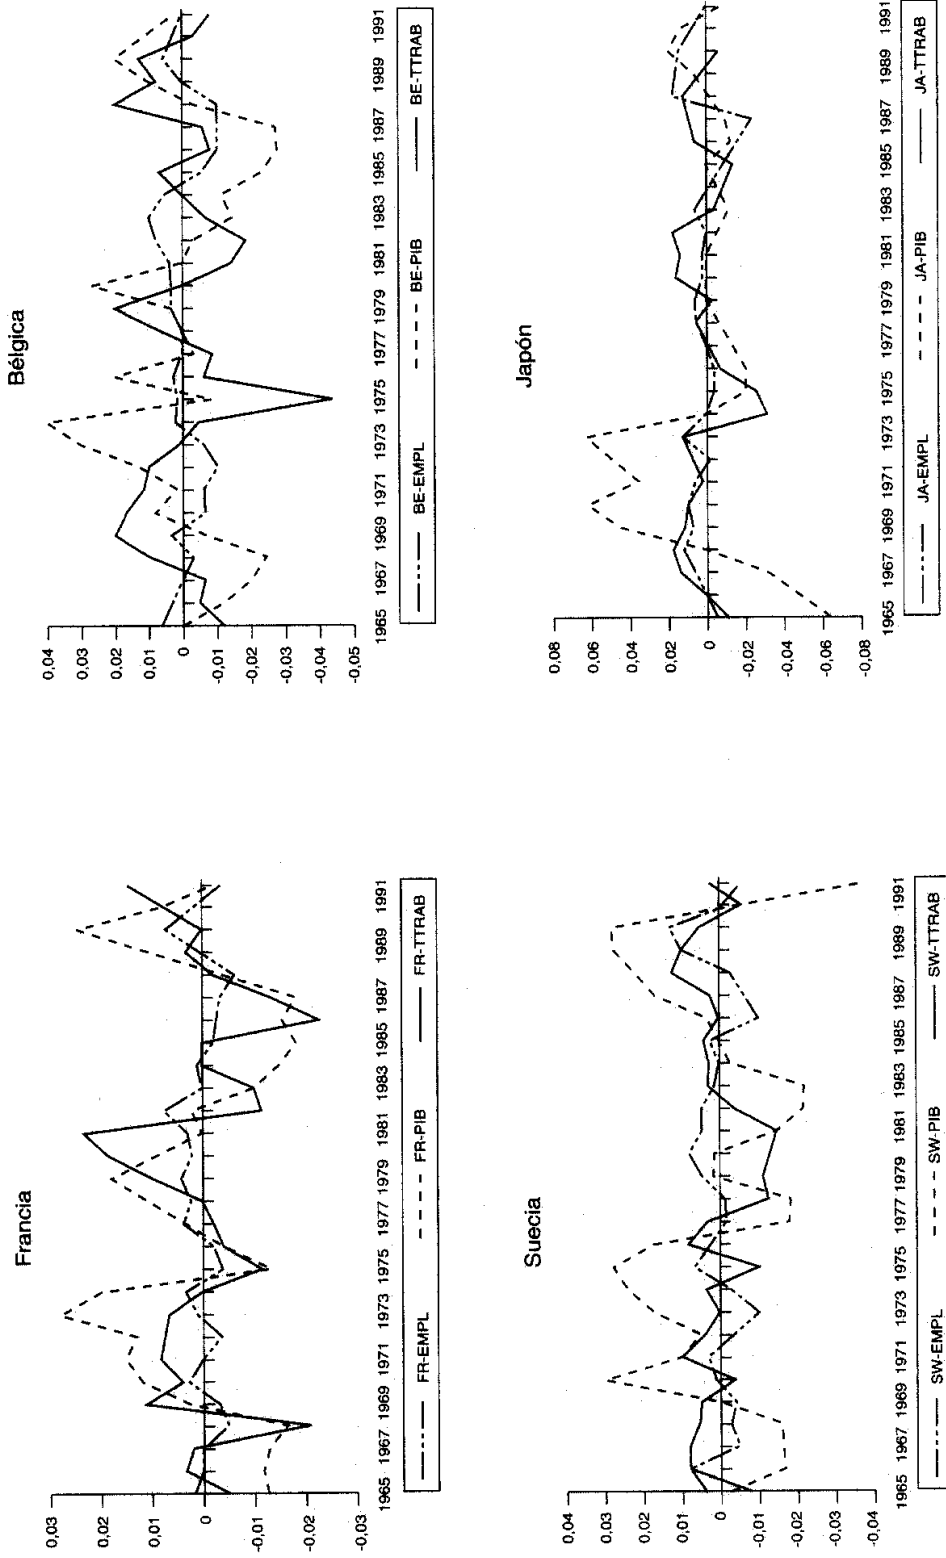 Francia
0,03
0,02
0,01
0
-0,01
-0,02
-0,03
1965 1967 1969 1971 1973 1975 1977 1979 1981 1983 1985 1987 1989 1991
FR-EMPL FR-PIB FR-TTRAB
Bélgica
0,04
0,03
0,02
0,01
0
-0,01
-0,02
-0,03
-0,04
-0,05
1965 1967 1969 1971 1973 1975 1977 1979 1981 1983 1985 1987 1989 1991
BE-EMPL BE-PIB BE-TTRAB
Suecia
0,04
0,03
0,02
0,01
0
-0,01
-0,02
-0,03
-0,04
1965 1967 1969 1971 1973 1975 1977 1979 1981 1983 1985 1987 1989 1991
SW-EMPL SW-PIB SW-TTRAB
Japón
0,08
0,06
0,04
0,02
0
-0,02
-0,04
-0,06
-0,08
1965 1967 1969 1971 1973 1975 1977 1979 1981 1983 1985 1987 1989 1991
JA-EMPL JA-PIB JA-TTRAB